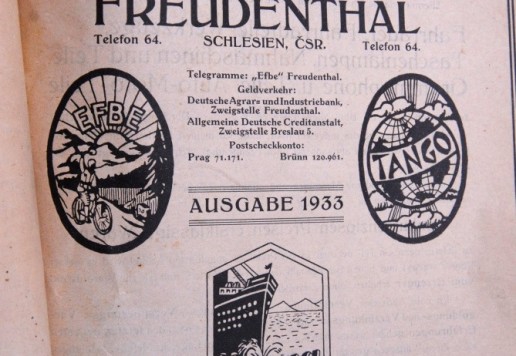 FREUDENTHAL
Telefon 64.
SCHLESIEN, ČSR.
Telefon 64.
Telegramme: „Efbe" Freudenthal.
Geldverkehr:
Deutsche Agrar= und Industriebank,
Zweigstelle Freudenthal.
Allgemeine Deutsche Creditanstalt,
Zweigstelle Breslau 5.
Postscheckkonto:
Prag 71.171. Brünn 120.961.
EFBE
TANGO
AUSGABE 1933